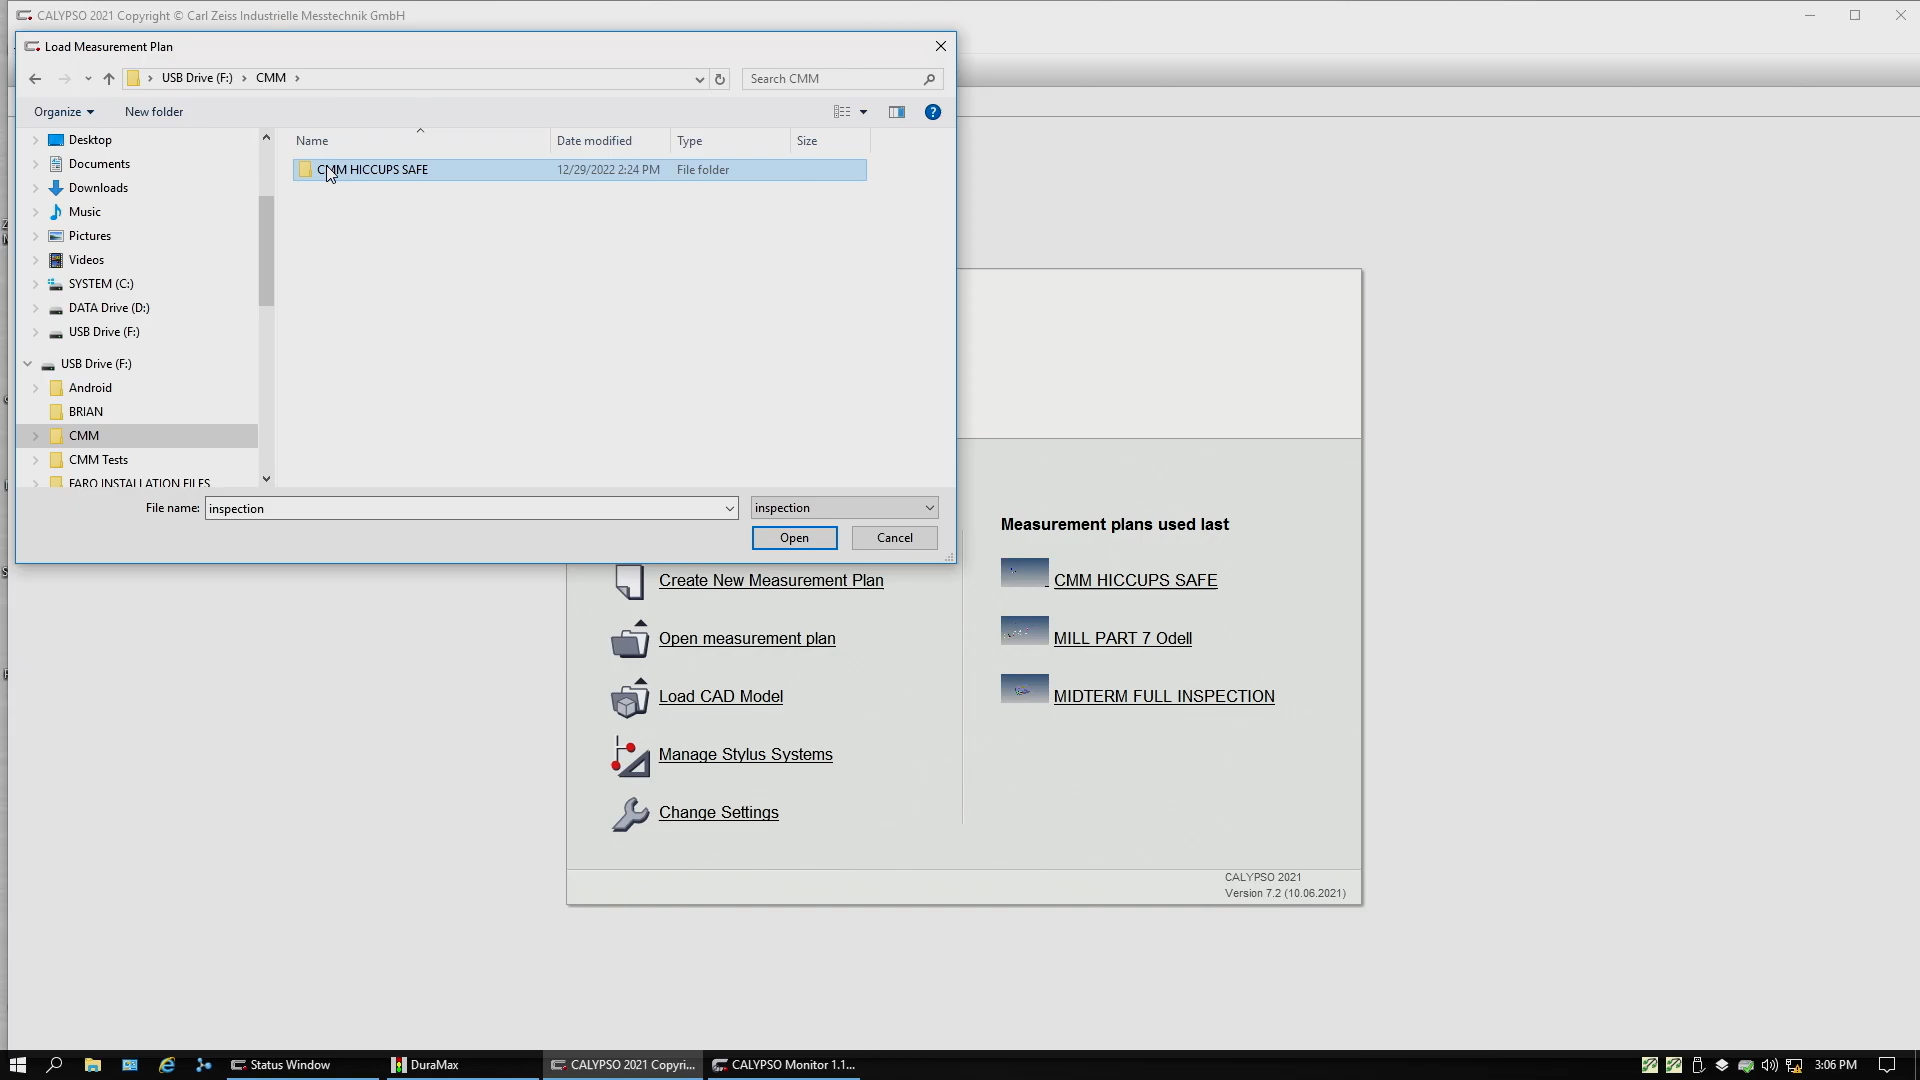 CALYPSO 2021 Copyright © Carl Zeiss Industrielle Messtechnik GmbH
Load Measurement Plan
USB Drive (F:)
CMM
Search CMM
Organize
New folder
Name
Date modified
Type
Size
CMM HICCUPS SAFE
12/29/2022 2:24 PM
File folder
Desktop
Documents
Downloads
Music
Pictures
Videos
SYSTEM (C:)
DATA Drive (D:)
USB Drive (F:)
USB Drive (F:)
Android
BRIAN
CMM
CMM Tests
FARO INSTALLATION FILES
File name:
inspection
inspection
Open
Cancel
Create New Measurement Plan
Open measurement plan
Load CAD Model
Manage Stylus Systems
Change Settings
Measurement plans used last
CMM HICCUPS SAFE
MILL PART 7 Odell
MIDTERM FULL INSPECTION
CALYPSO 2021
Version 7.2 (10.06.2021)
Status Window
DuraMax
CALYPSO 2021 Copyri...
CALYPSO Monitor 1.1...
3:06 PM